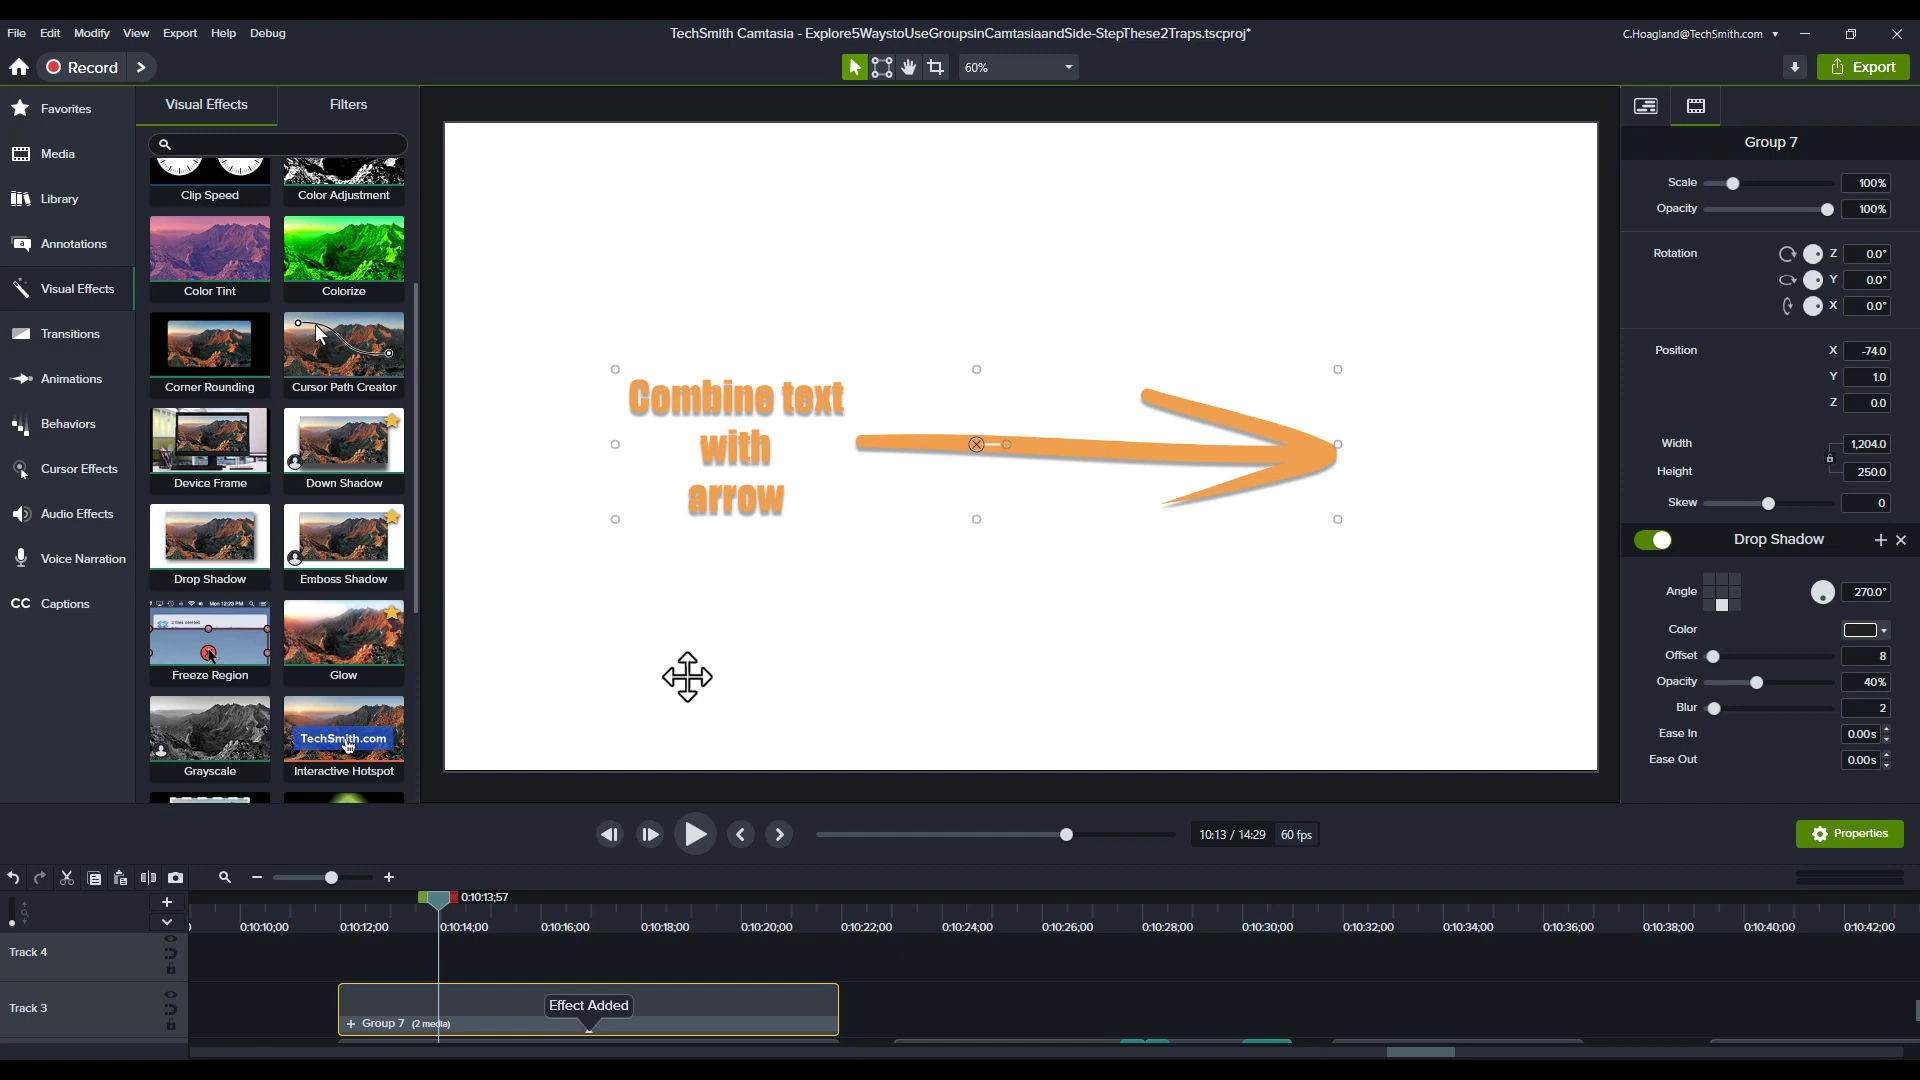 File Edit Modify View Export Help Debug
TechSmith Camtasia - Explore5WaystoUseGroupsinCamtasiaandSide-StepThese2Traps.tscproj*
C.Hoagland@TechSmith.com
Record
60%
Export
Favorites
Media
Library
Annotations
Visual Effects
Transitions
Animations
Behaviors
Cursor Effects
Audio Effects
Voice Narration
CC Captions
Visual Effects Filters
Clip Speed Color Adjustment
Color Tint Colorize
Corner Rounding Cursor Path Creator
Device Frame Down Shadow
Drop Shadow Emboss Shadow
Mon 12:23 PM
Freeze Region Glow
TechSmith.com
Grayscale Interactive Hotspot
Combine text
with
arrow
Group 7
Scale 100%
Opacity 100%
Rotation Z 0.0°
Y 0.0°
X 0.0°
Position X -74.0
Y 1.0
Z 0.0
Width 1,204.0
Height 250.0
Skew 0
Drop Shadow
Angle 270.0°
Color
Offset 8
Opacity 40%
Blur 2
Ease In 0.00s
Ease Out 0.00s
10:13 / 14:29 60 fps
Properties
0:10:13;57
0:10:10;00 0:10:12;00 0:10:14;00 0:10:16;00 0:10:18;00 0:10:20;00 0:10:22;00 0:10:24;00 0:10:26;00 0:10:28;00 0:10:30;00 0:10:32;00 0:10:34;00 0:10:36;00 0:10:38;00 0:10:40;00 0:10:42;00
Track 4
Track 3
Effect Added
+ Group 7 (2 media)